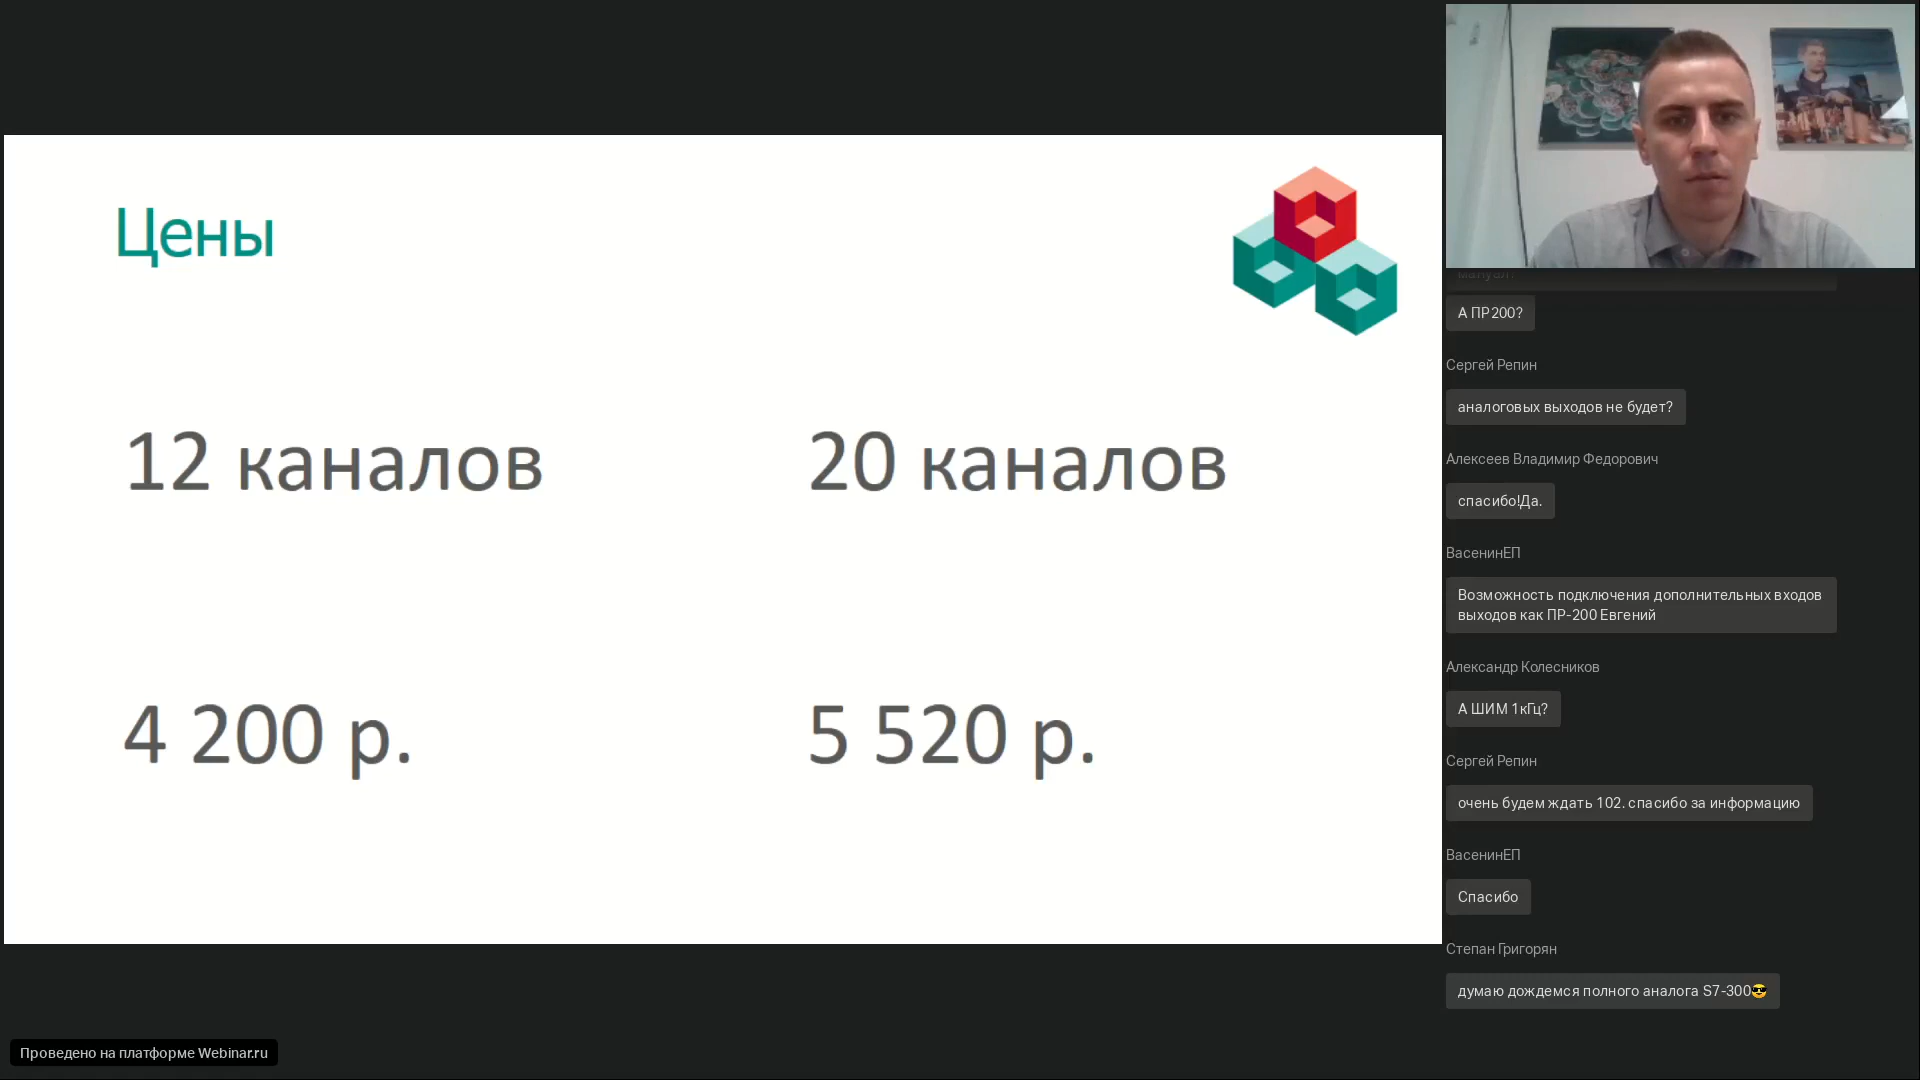 Цены
12 каналов
20 каналов
4 200 р.
5 520 р.
мануал?
А ПР200?
Сергей Репин
аналоговых выходов не будет?
Алексеев Владимир Федорович
спасибо!Да.
ВасенинЕП
Возможность подключения дополнительных входов
выходов как ПР-200 Евгений
Александр Колесников
А ШИМ 1кГц?
Сергей Репин
очень будем ждать 102. спасибо за информацию
ВасенинЕП
Спасибо
Степан Григорян
думаю дождемся полного аналога S7-300😎
Проведено на платформе Webinar.ru